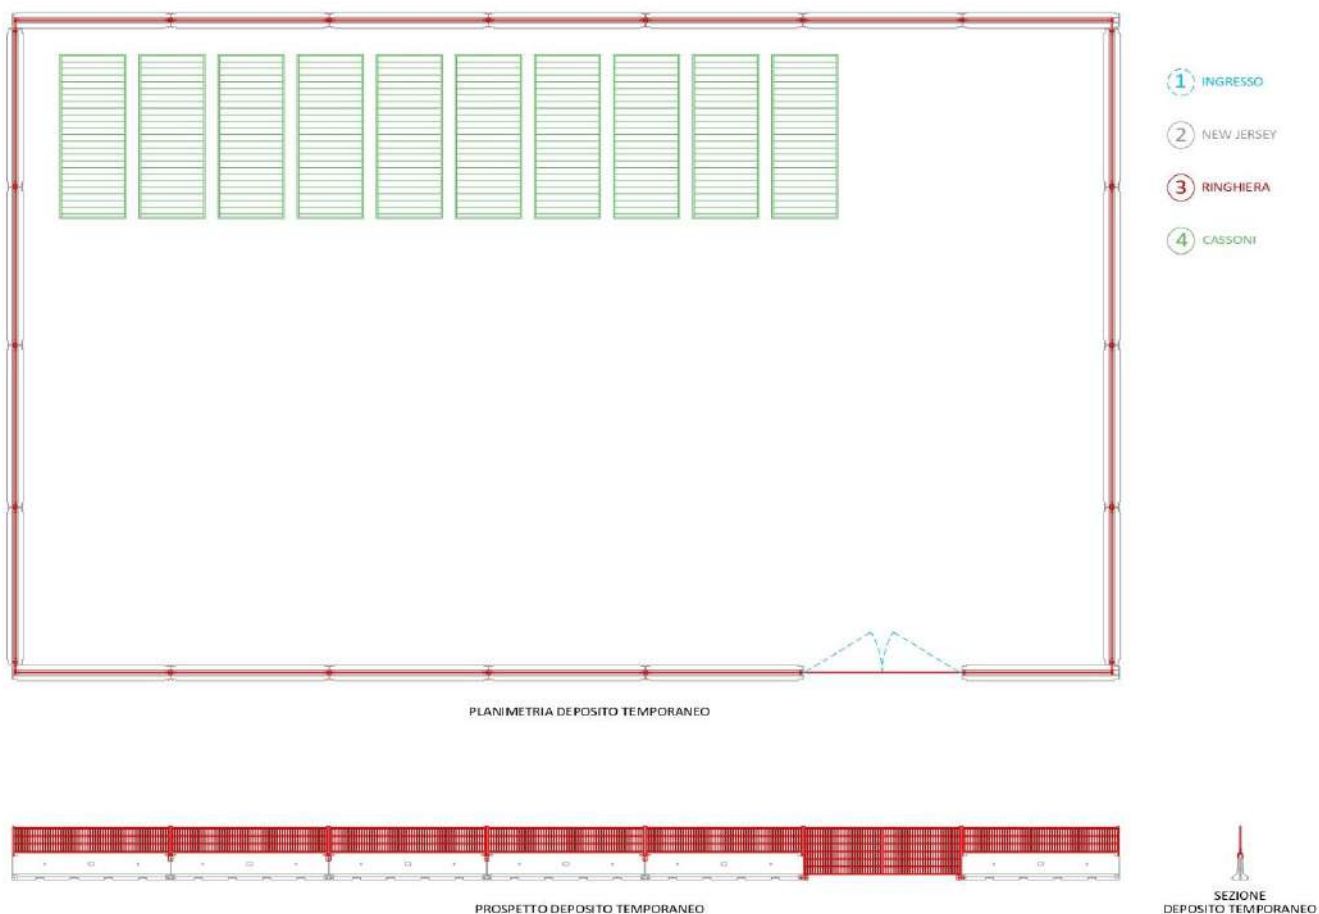 1 INGRESSO
2 NEW JERSEY
3 RINGHIERA
4 CASSONI
PLANIMETRIA DEPOSITO TEMPORANEO
PROSPETTO DEPOSITO TEMPORANEO
SEZIONE
DEPOSITO TEMPORANEO